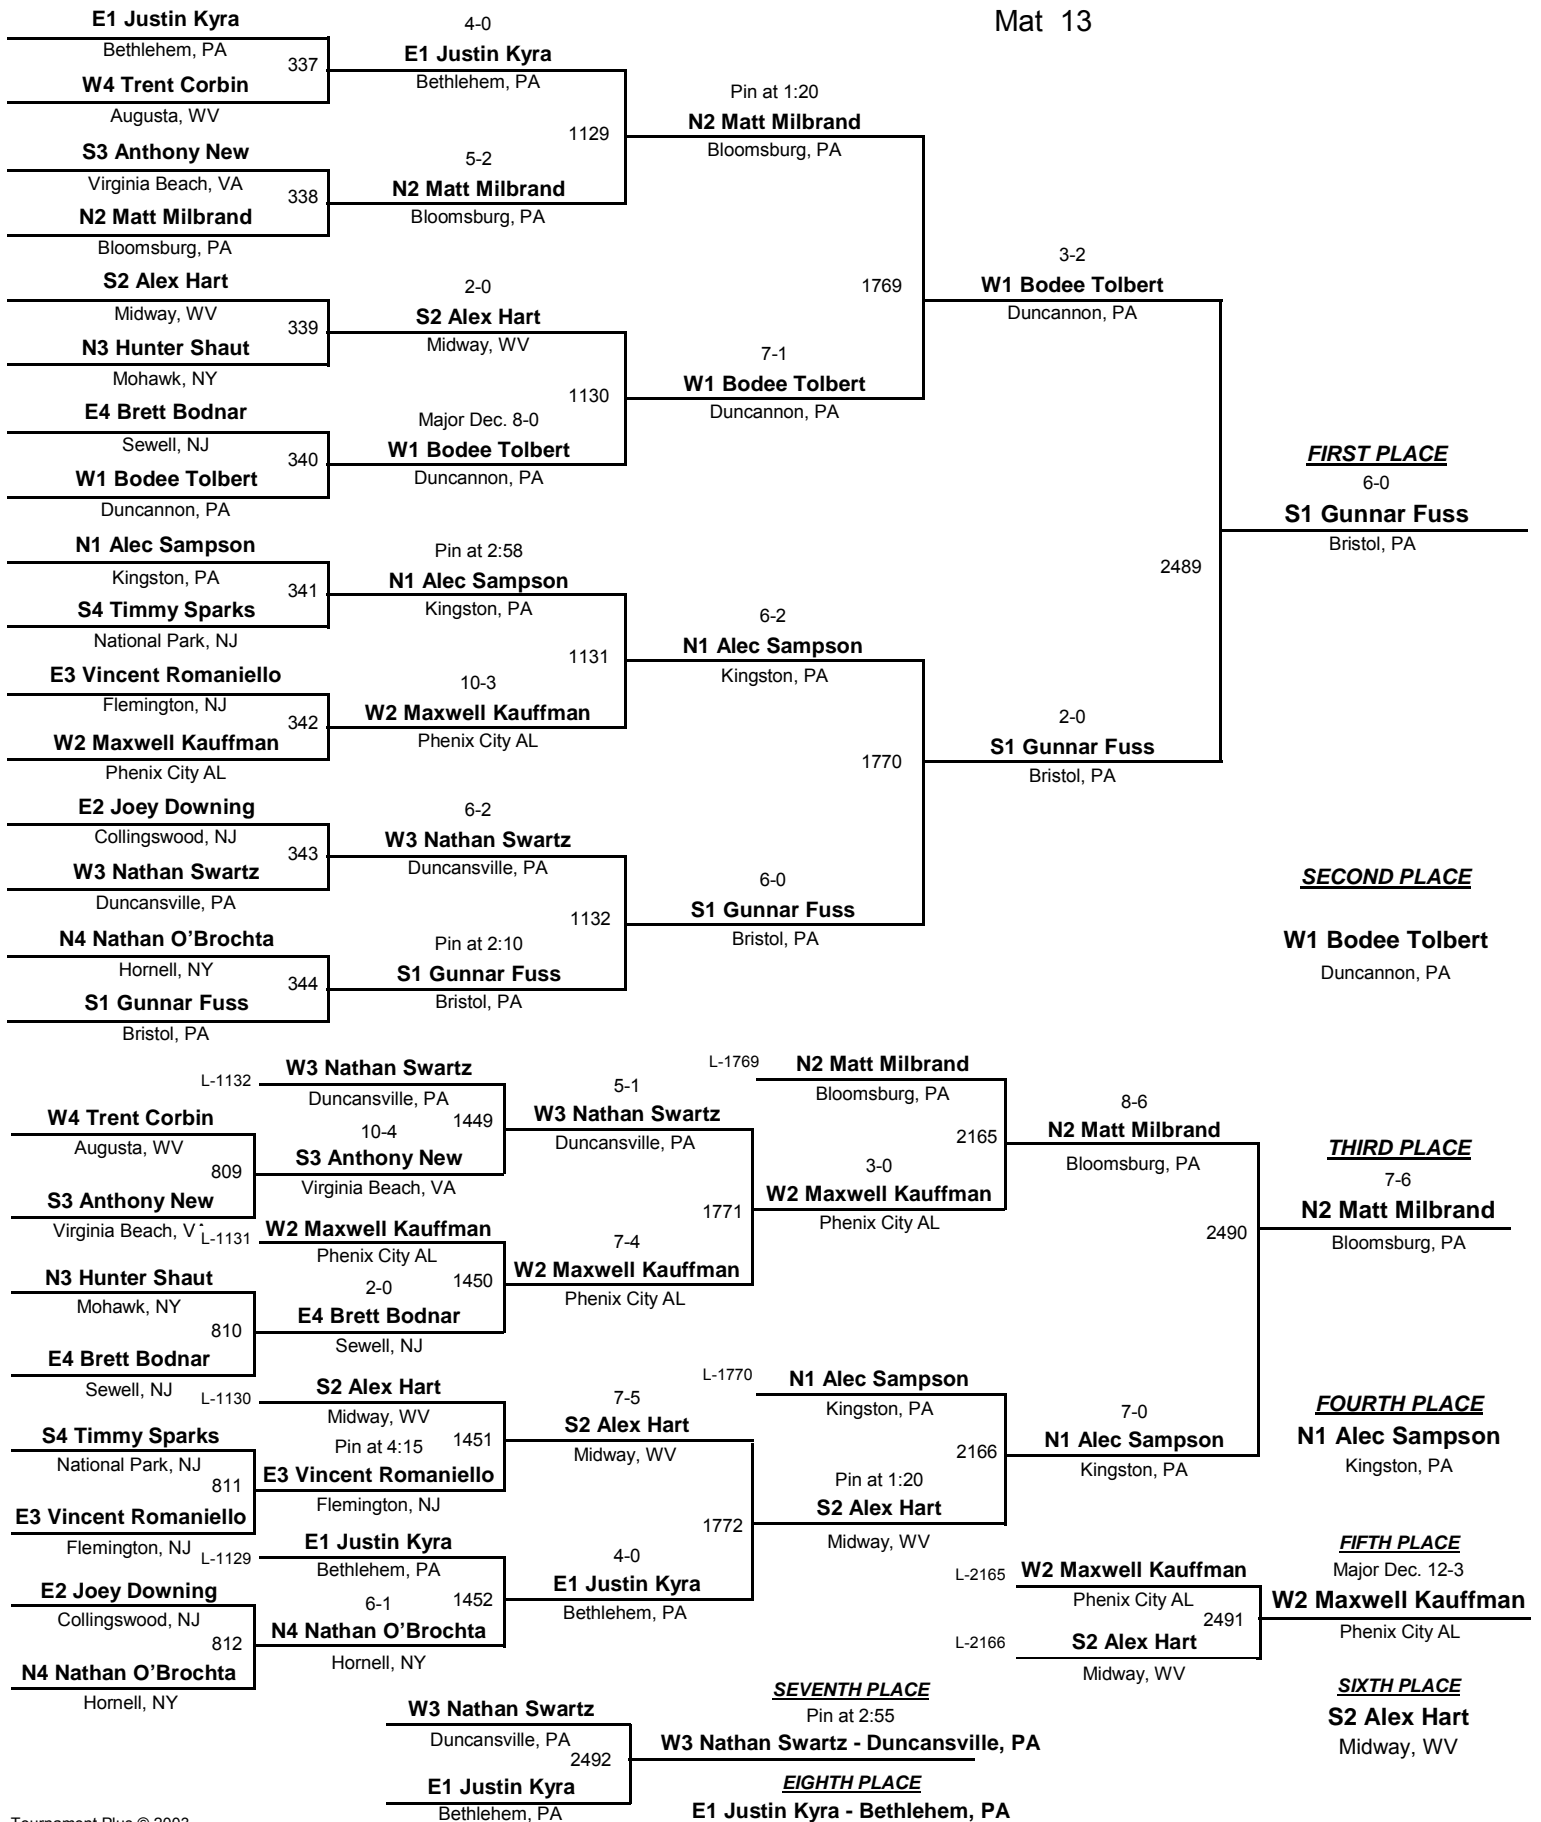 Mat 13
E1 Justin Kyra
Bethlehem, PA
337
W4 Trent Corbin
Augusta, WV
S3 Anthony New
Virginia Beach, VA
338
N2 Matt Milbrand
Bloomsburg, PA
S2 Alex Hart
Midway, WV
339
N3 Hunter Shaut
Mohawk, NY
E4 Brett Bodnar
Sewell, NJ
340
W1 Bodee Tolbert
Duncannon, PA
N1 Alec Sampson
Kingston, PA
341
S4 Timmy Sparks
National Park, NJ
E3 Vincent Romaniello
Flemington, NJ
342
W2 Maxwell Kauffman
Phenix City AL
E2 Joey Downing
Collingswood, NJ
343
W3 Nathan Swartz
Duncansville, PA
N4 Nathan O’Brochta
Hornell, NY
344
S1 Gunnar Fuss
Bristol, PA
4-0
E1 Justin Kyra
Bethlehem, PA
1129
5-2
N2 Matt Milbrand
Bloomsburg, PA
2-0
S2 Alex Hart
Midway, WV
1130
Major Dec. 8-0
W1 Bodee Tolbert
Duncannon, PA
Pin at 2:58
N1 Alec Sampson
Kingston, PA
1131
10-3
W2 Maxwell Kauffman
Phenix City AL
6-2
W3 Nathan Swartz
Duncansville, PA
1132
Pin at 2:10
S1 Gunnar Fuss
Bristol, PA
Pin at 1:20
N2 Matt Milbrand
Bloomsburg, PA
1769
7-1
W1 Bodee Tolbert
Duncannon, PA
6-2
N1 Alec Sampson
Kingston, PA
1770
6-0
S1 Gunnar Fuss
Bristol, PA
3-2
W1 Bodee Tolbert
Duncannon, PA
2489
2-0
S1 Gunnar Fuss
Bristol, PA
FIRST PLACE
6-0
S1 Gunnar Fuss
Bristol, PA
SECOND PLACE
W1 Bodee Tolbert
Duncannon, PA
W4 Trent Corbin
Augusta, WV
809
S3 Anthony New
Virginia Beach, V
N3 Hunter Shaut
Mohawk, NY
810
E4 Brett Bodnar
Sewell, NJ
S4 Timmy Sparks
National Park, NJ
811
E3 Vincent Romaniello
Flemington, NJ
E2 Joey Downing
Collingswood, NJ
812
N4 Nathan O’Brochta
Hornell, NY
L-1132
W3 Nathan Swartz
Duncansville, PA
1449
10-4
S3 Anthony New
Virginia Beach, VA
L-1131
W2 Maxwell Kauffman
Phenix City AL
1450
2-0
E4 Brett Bodnar
Sewell, NJ
L-1130
S2 Alex Hart
Midway, WV
1451
Pin at 4:15
E3 Vincent Romaniello
Flemington, NJ
L-1129
E1 Justin Kyra
Bethlehem, PA
1452
6-1
N4 Nathan O’Brochta
Hornell, NY
5-1
W3 Nathan Swartz
Duncansville, PA
1771
7-4
W2 Maxwell Kauffman
Phenix City AL
7-5
S2 Alex Hart
Midway, WV
1772
4-0
E1 Justin Kyra
Bethlehem, PA
L-1769
N2 Matt Milbrand
Bloomsburg, PA
2165
3-0
W2 Maxwell Kauffman
Phenix City AL
L-1770
N1 Alec Sampson
Kingston, PA
2166
Pin at 1:20
S2 Alex Hart
Midway, WV
8-6
N2 Matt Milbrand
Bloomsburg, PA
2490
7-0
N1 Alec Sampson
Kingston, PA
THIRD PLACE
7-6
N2 Matt Milbrand
Bloomsburg, PA
FOURTH PLACE
N1 Alec Sampson
Kingston, PA
L-2165
W2 Maxwell Kauffman
Phenix City AL
2491
L-2166
S2 Alex Hart
Midway, WV
FIFTH PLACE
Major Dec. 12-3
W2 Maxwell Kauffman
Phenix City AL
SIXTH PLACE
S2 Alex Hart
Midway, WV
W3 Nathan Swartz
Duncansville, PA
2492
E1 Justin Kyra
Bethlehem, PA
SEVENTH PLACE
Pin at 2:55
W3 Nathan Swartz - Duncansville, PA
EIGHTH PLACE
E1 Justin Kyra - Bethlehem, PA
Tournament Plus © 2003